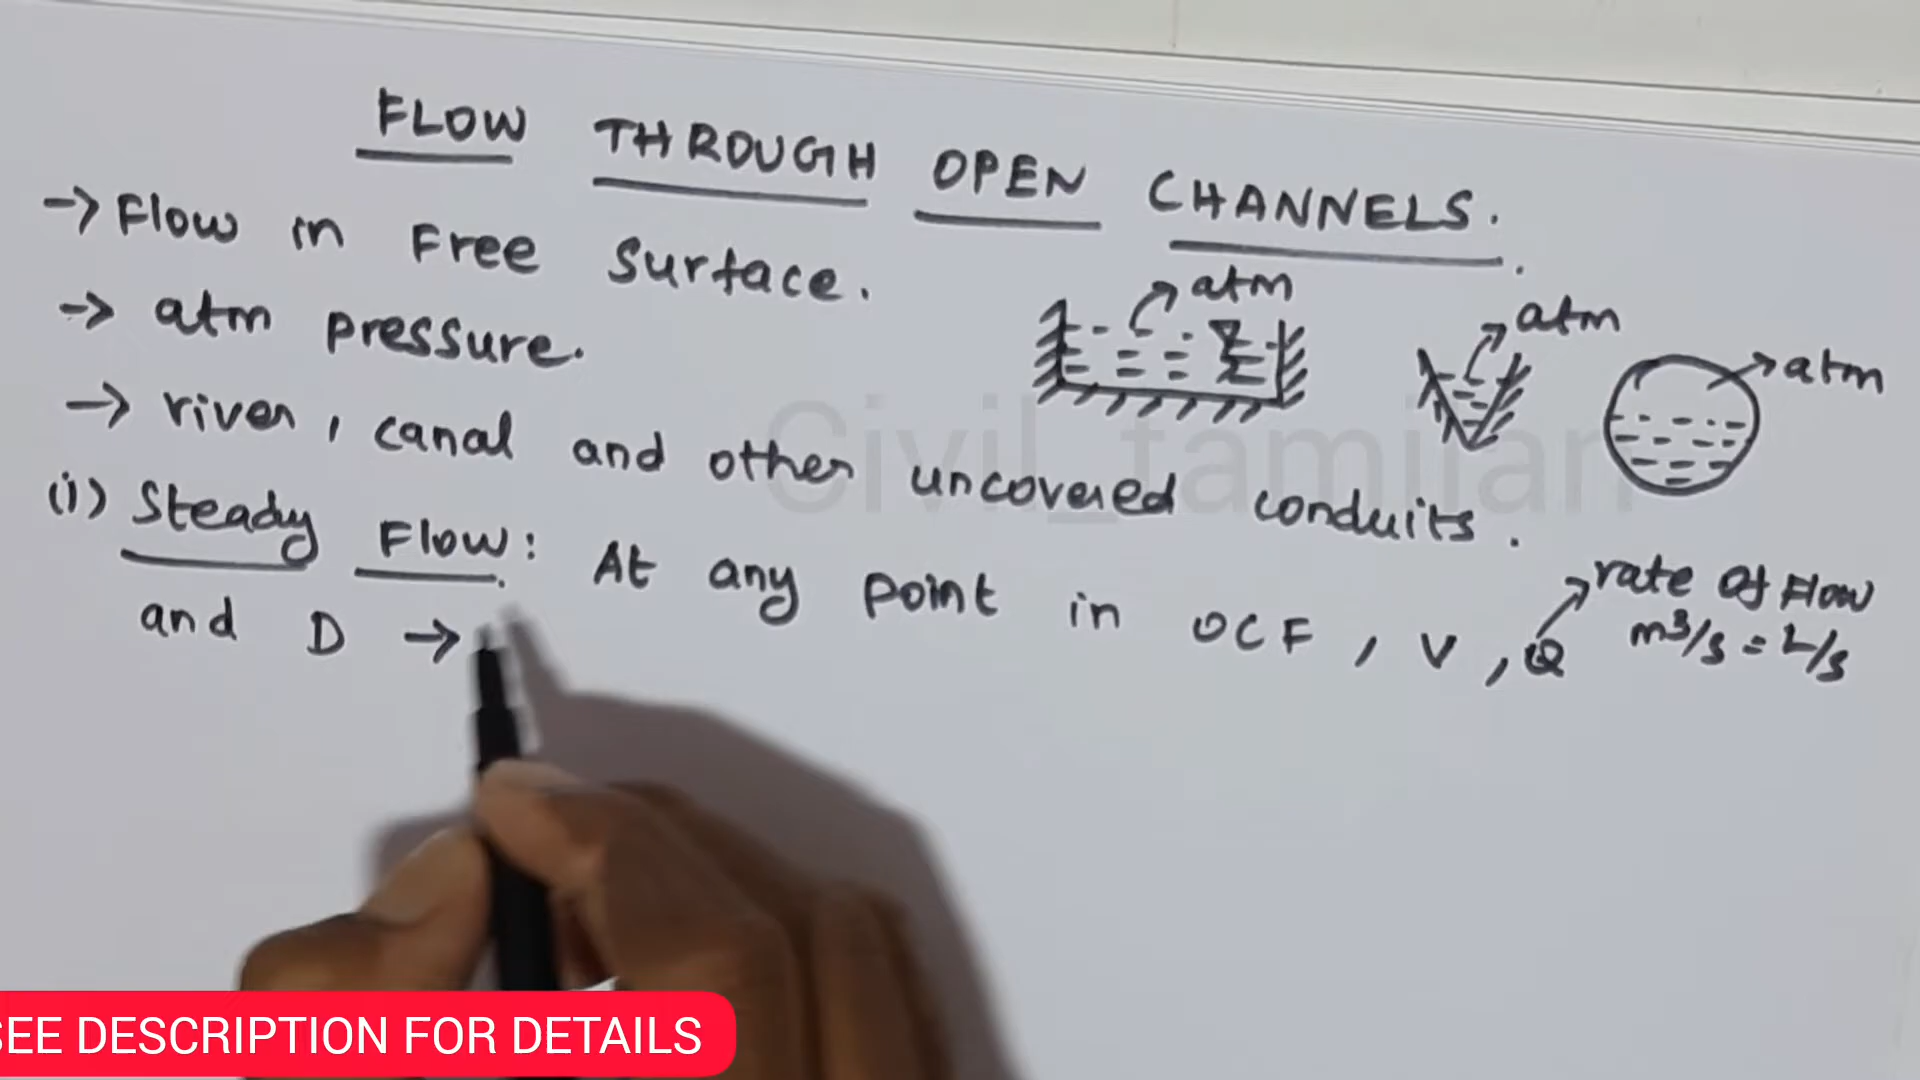 FLOW THROUGH OPEN CHANNELS.
→ Flow in Free Surface.
→ atm pressure.
atm
atm
atm
→ river, canal and other uncovered conduits.
(i) Steady Flow: At any point in OCF, V, Q
rate of Flow
m³/s = L/s
and D →
Civil_tamilan
SEE DESCRIPTION FOR DETAILS